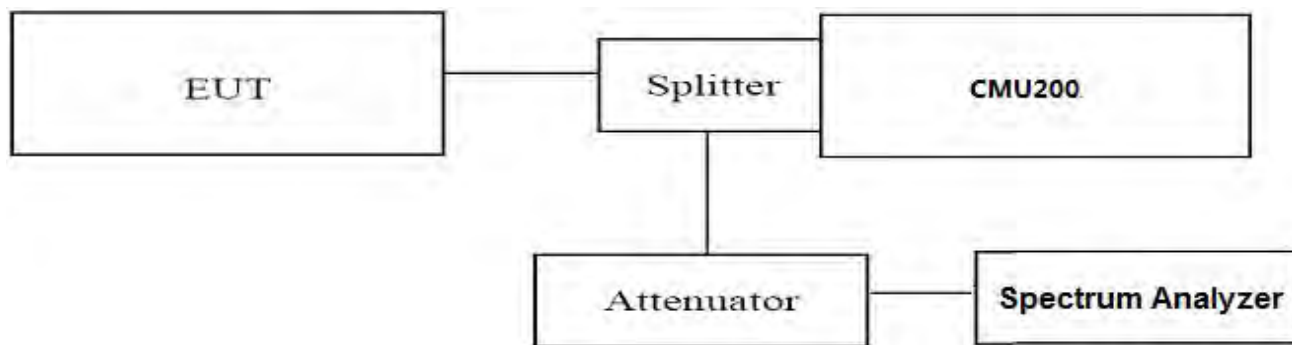 EUT
Splitter
CMU200
Attenuator
Spectrum Analyzer